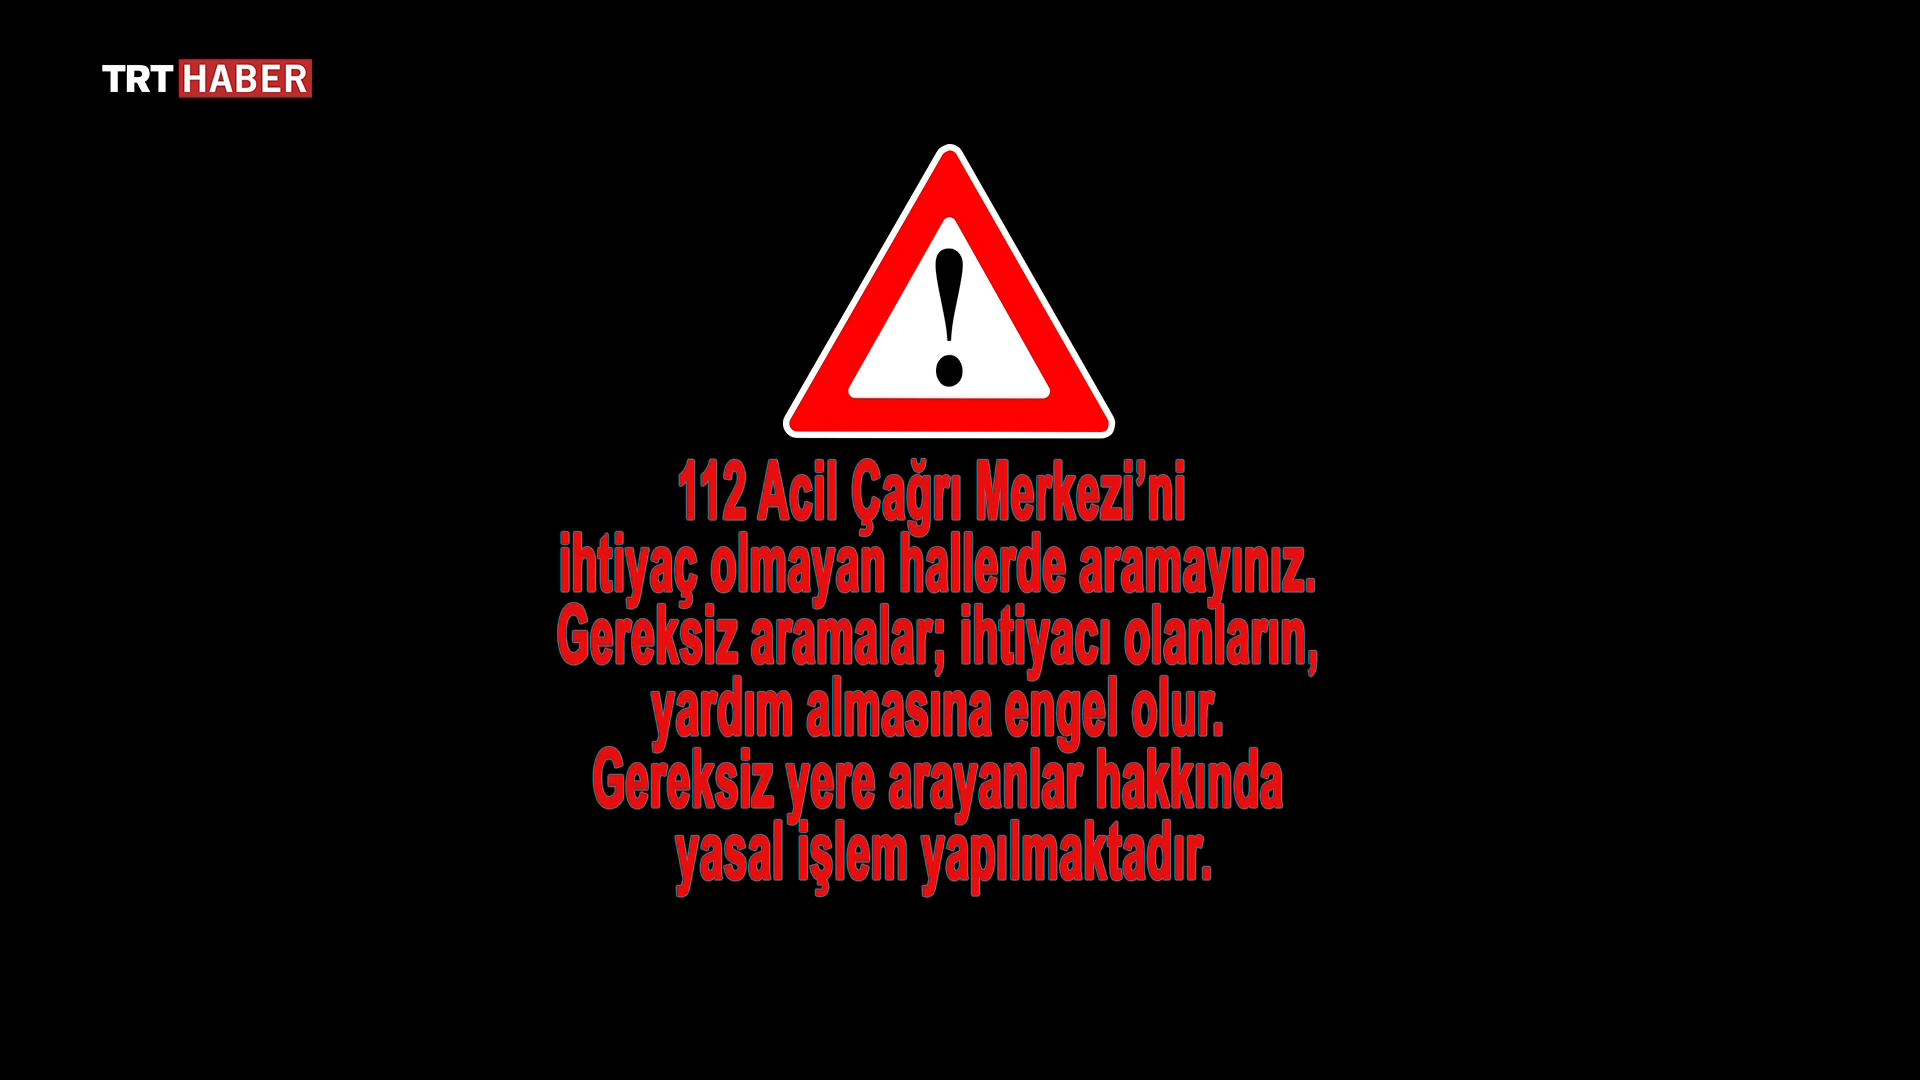 TRT HABER
112 Acil Çağrı Merkezi’ni
ihtiyaç olmayan hallerde aramayınız.
Gereksiz aramalar; ihtiyacı olanların,
yardım almasına engel olur.
Gereksiz yere arayanlar hakkında
yasal işlem yapılmaktadır.